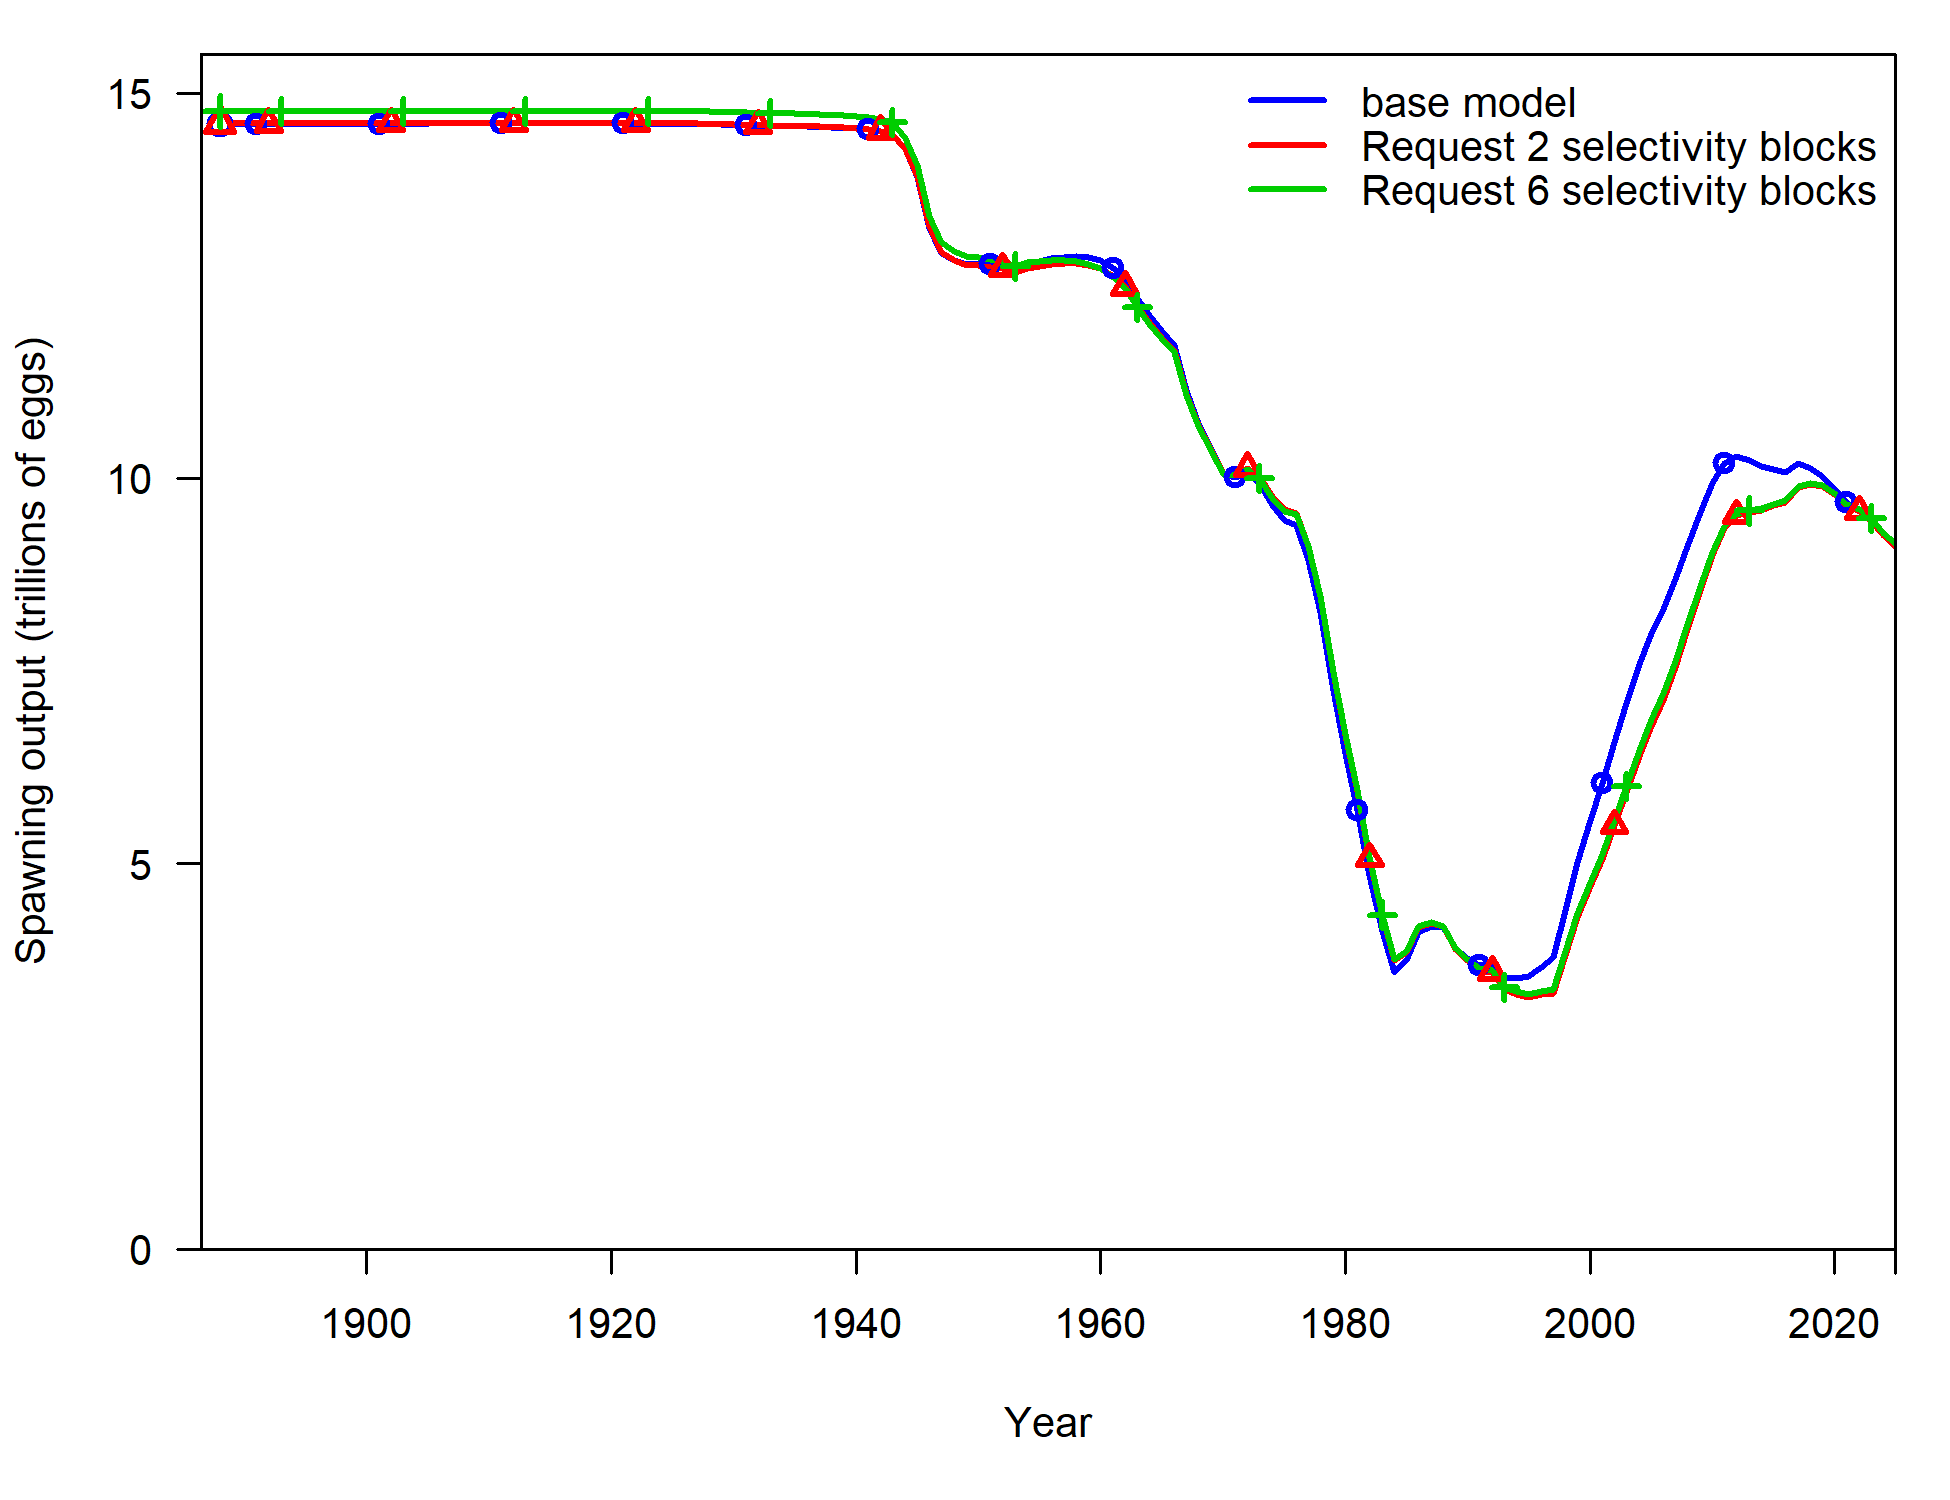 base model
Request 2 selectivity blocks
Request 6 selectivity blocks
15
10
5
0
Spawning output (trillions of eggs)
1900 1920 1940 1960 1980 2000 2020
Year